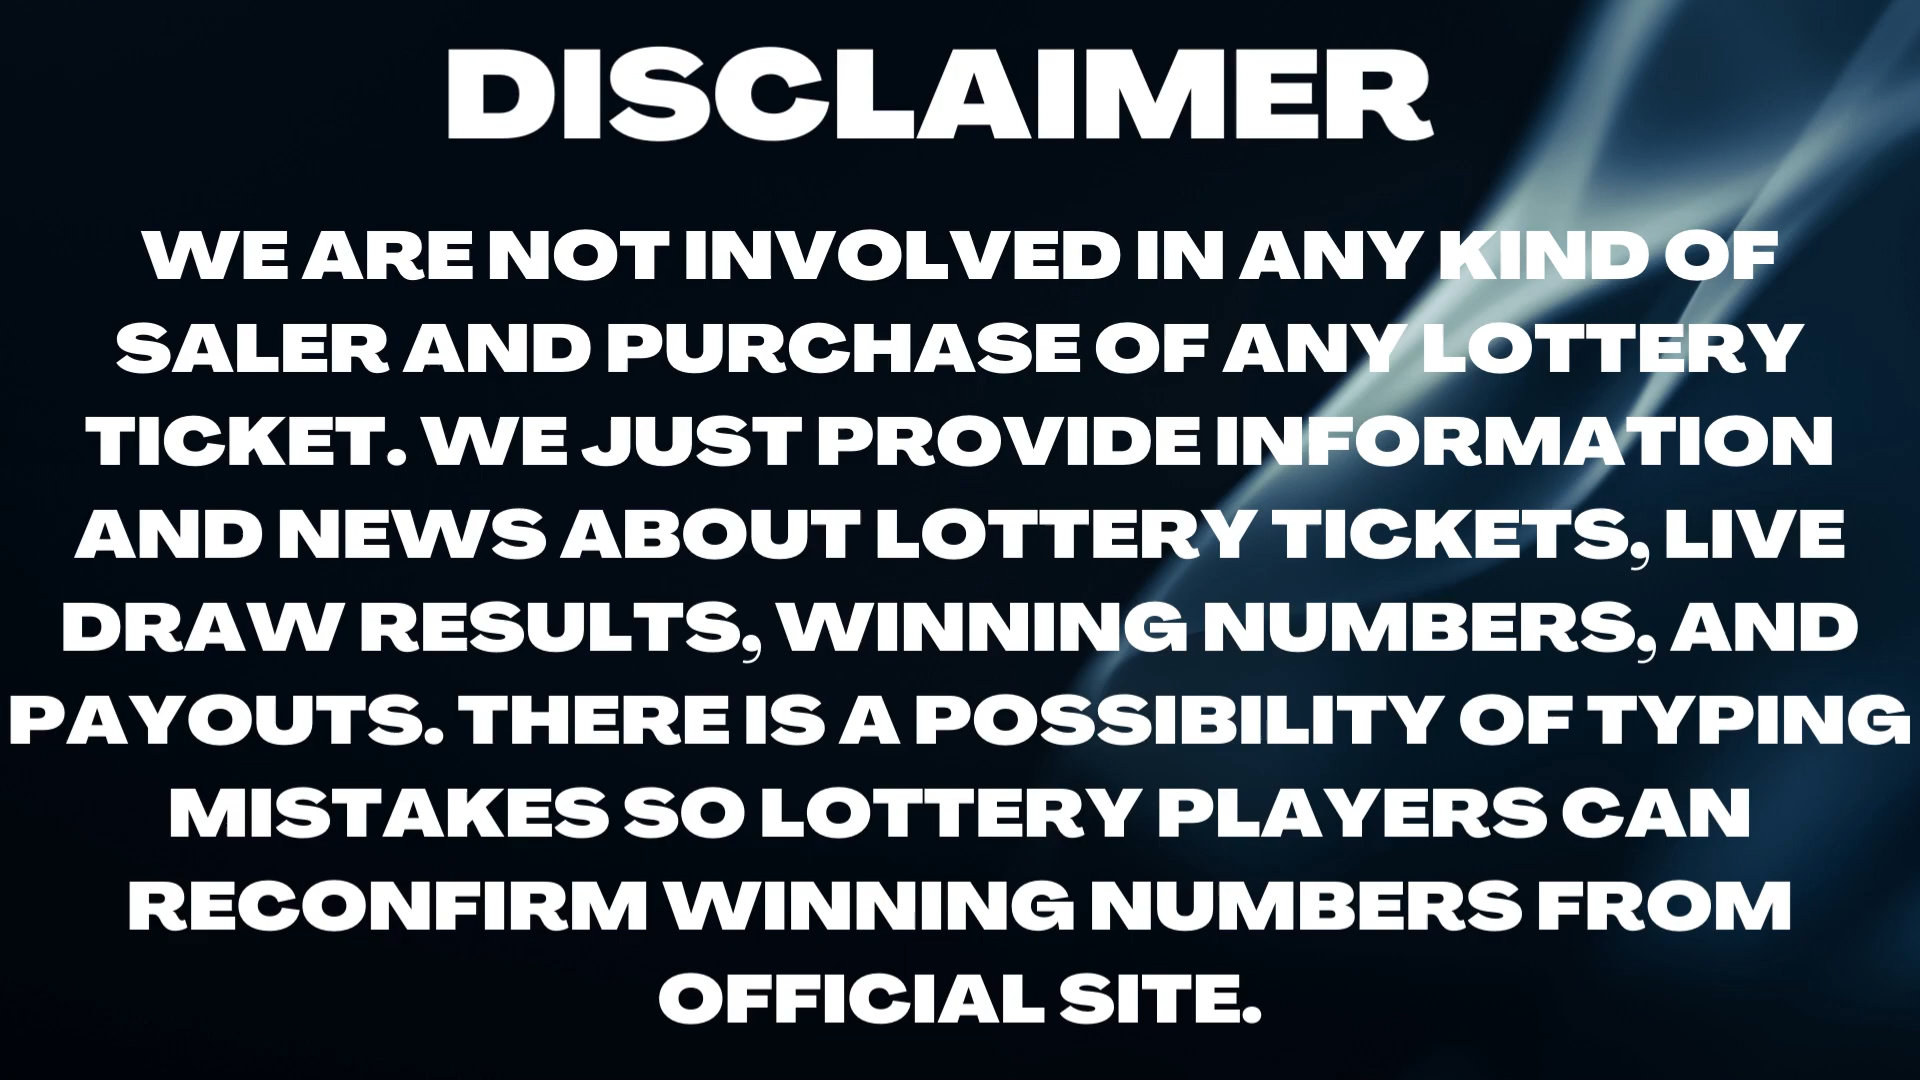 DISCLAIMER
WE ARE NOT INVOLVED IN ANY KIND OF
SALER AND PURCHASE OF ANY LOTTERY
TICKET. WE JUST PROVIDE INFORMATION
AND NEWS ABOUT LOTTERY TICKETS, LIVE
DRAW RESULTS, WINNING NUMBERS, AND
PAYOUTS. THERE IS A POSSIBILITY OF TYPING
MISTAKES SO LOTTERY PLAYERS CAN
RECONFIRM WINNING NUMBERS FROM
OFFICIAL SITE.